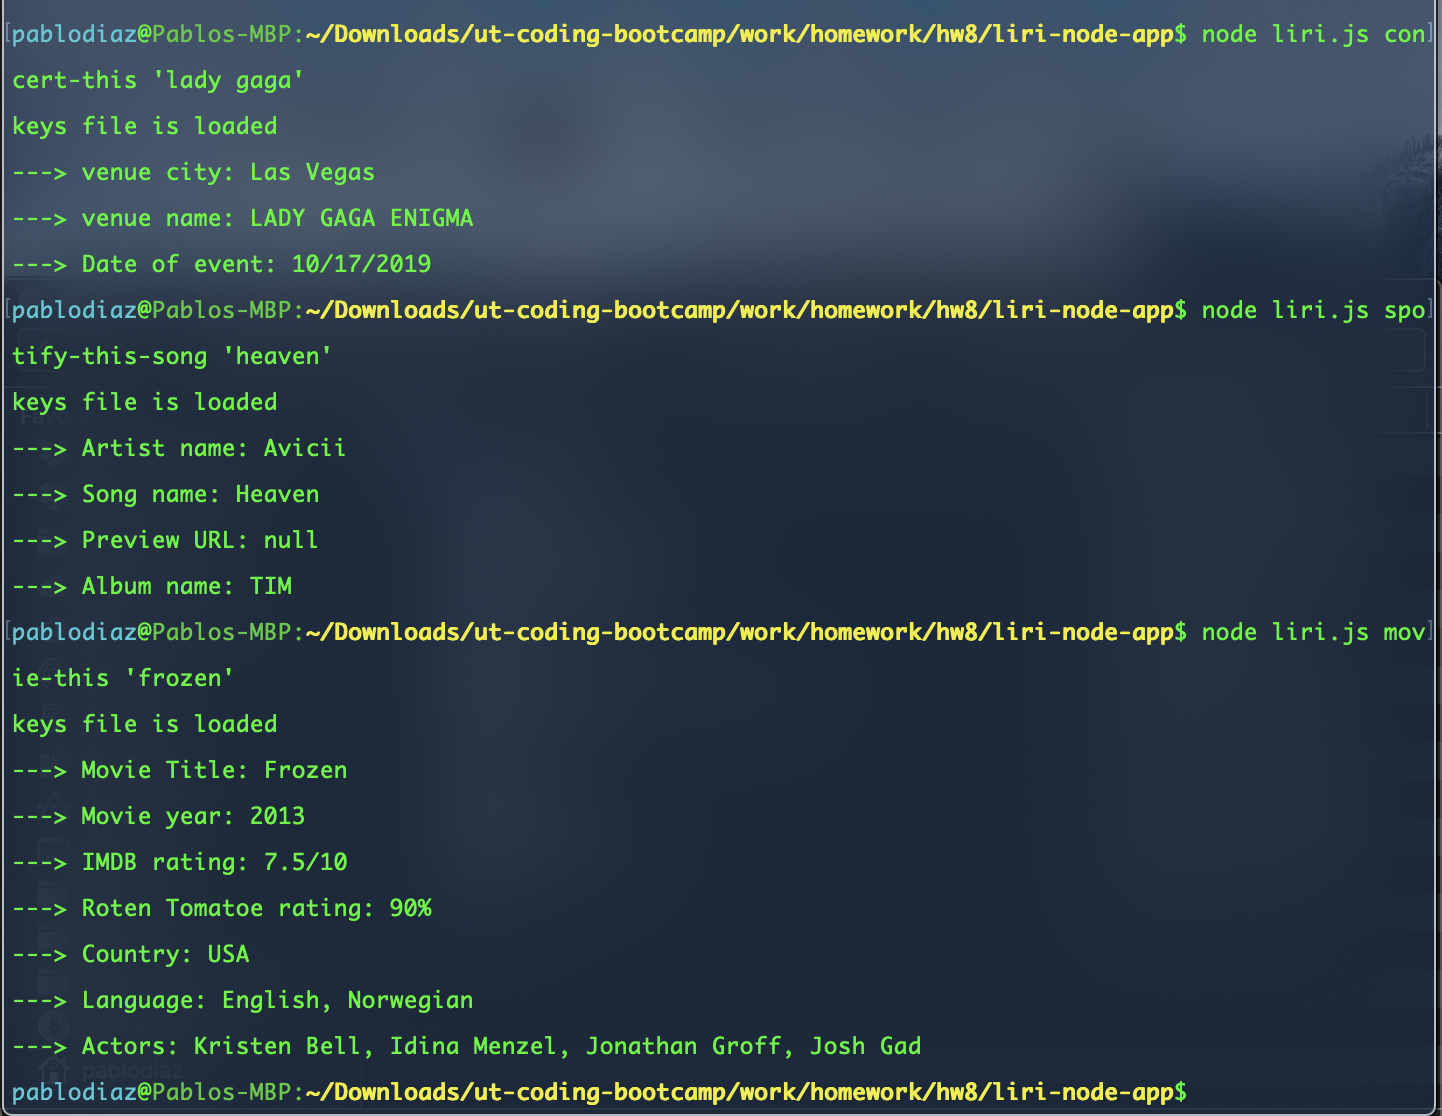 [pablodiaz@Pablos-MBP:~/Downloads/ut-coding-bootcamp/work/homework/hw8/liri-node-app$ node liri.js con]
cert-this 'lady gaga'
keys file is loaded
---> venue city: Las Vegas
---> venue name: LADY GAGA ENIGMA
---> Date of event: 10/17/2019
[pablodiaz@Pablos-MBP:~/Downloads/ut-coding-bootcamp/work/homework/hw8/liri-node-app$ node liri.js spo]
tify-this-song 'heaven'
keys file is loaded
---> Artist name: Avicii
---> Song name: Heaven
---> Preview URL: null
---> Album name: TIM
[pablodiaz@Pablos-MBP:~/Downloads/ut-coding-bootcamp/work/homework/hw8/liri-node-app$ node liri.js mov]
ie-this 'frozen'
keys file is loaded
---> Movie Title: Frozen
---> Movie year: 2013
---> IMDB rating: 7.5/10
---> Roten Tomatoe rating: 90%
---> Country: USA
---> Language: English, Norwegian
---> Actors: Kristen Bell, Idina Menzel, Jonathan Groff, Josh Gad
pablodiaz
pablodiaz@Pablos-MBP:~/Downloads/ut-coding-bootcamp/work/homework/hw8/liri-node-app$